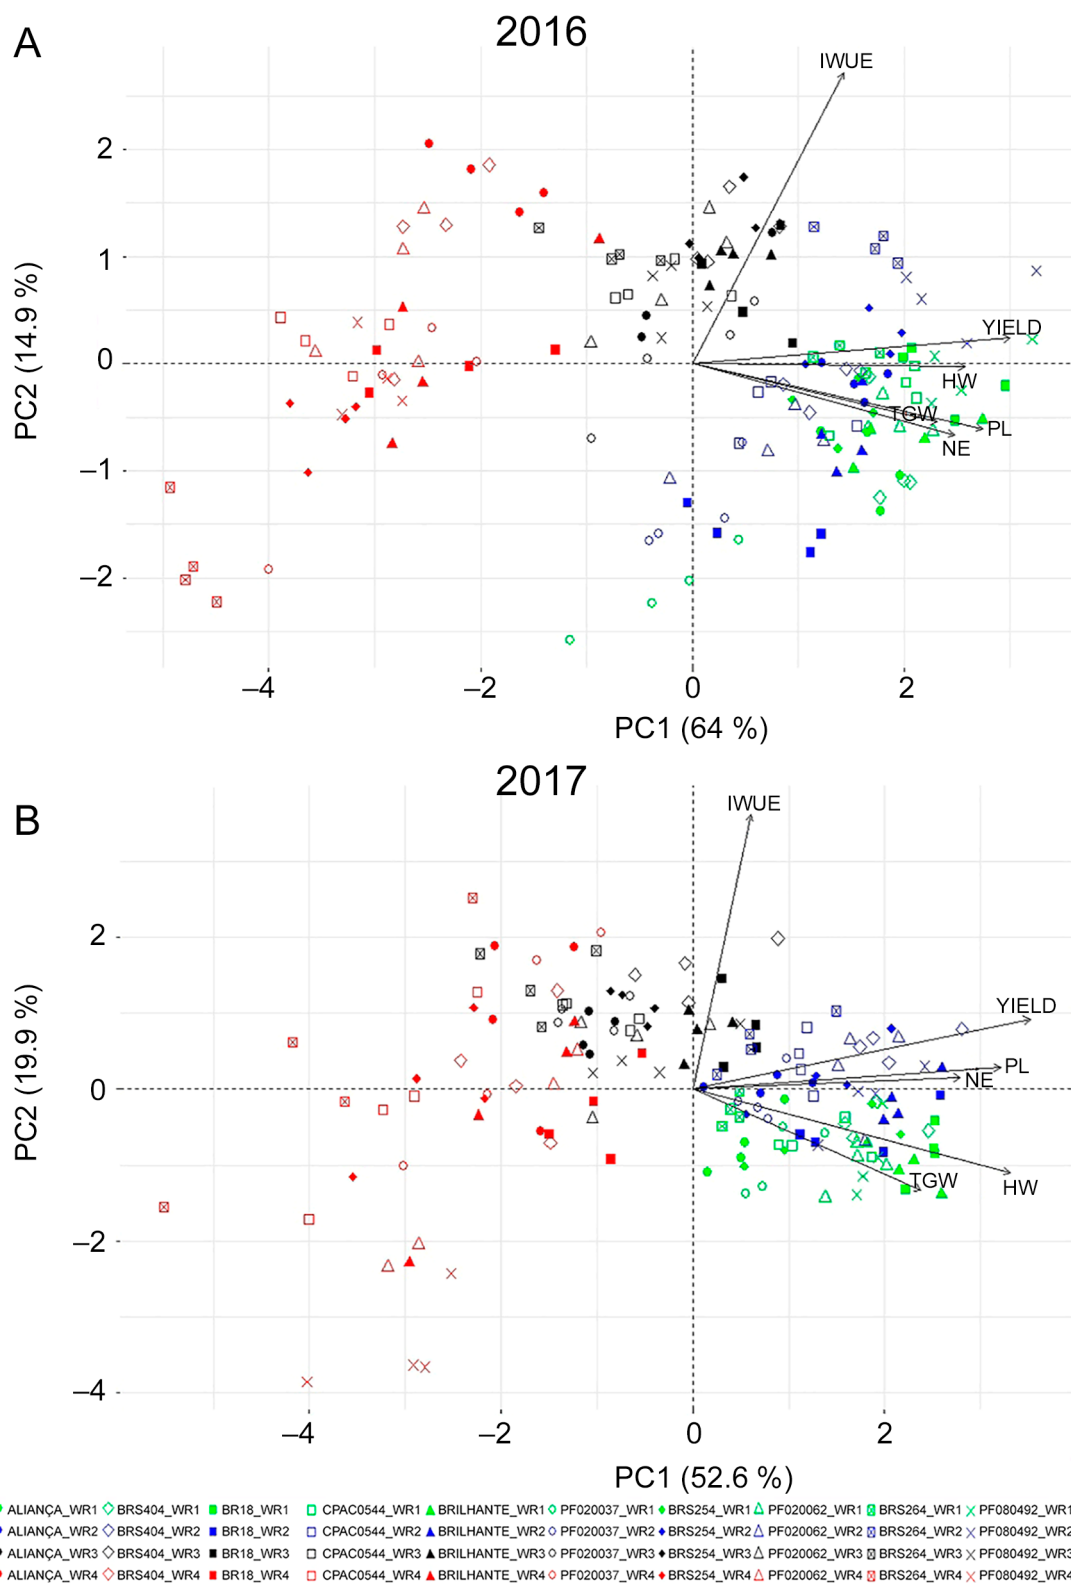 A
2016
IWUE
2
1
YIELD
0
HW
TGW
PL
NE
–1
–2
PC2 (14.9 %)
–4
–2
0
2
PC1 (64 %)
2017
B
IWUE
2
YIELD
PL
NE
0
TGW
HW
–2
–4
PC2 (19.9 %)
–4
–2
0
2
PC1 (52.6 %)
ALIANÇA_WR1 BRS404_WR1 BR18_WR1 CPAC0544_WR1 BRILHANTE_WR1 PF020037_WR1 BRS254_WR1 PF020062_WR1 BRS264_WR1 PF080492_WR1
ALIANÇA_WR2 BRS404_WR2 BR18_WR2 CPAC0544_WR2 BRILHANTE_WR2 PF020037_WR2 BRS254_WR2 PF020062_WR2 BRS264_WR2 PF080492_WR2
ALIANÇA_WR3 BRS404_WR3 BR18_WR3 CPAC0544_WR3 BRILHANTE_WR3 PF020037_WR3 BRS254_WR3 PF020062_WR3 BRS264_WR3 PF080492_WR3
ALIANÇA_WR4 BRS404_WR4 BR18_WR4 CPAC0544_WR4 BRILHANTE_WR4 PF020037_WR4 BRS254_WR4 PF020062_WR4 BRS264_WR4 PF080492_WR4